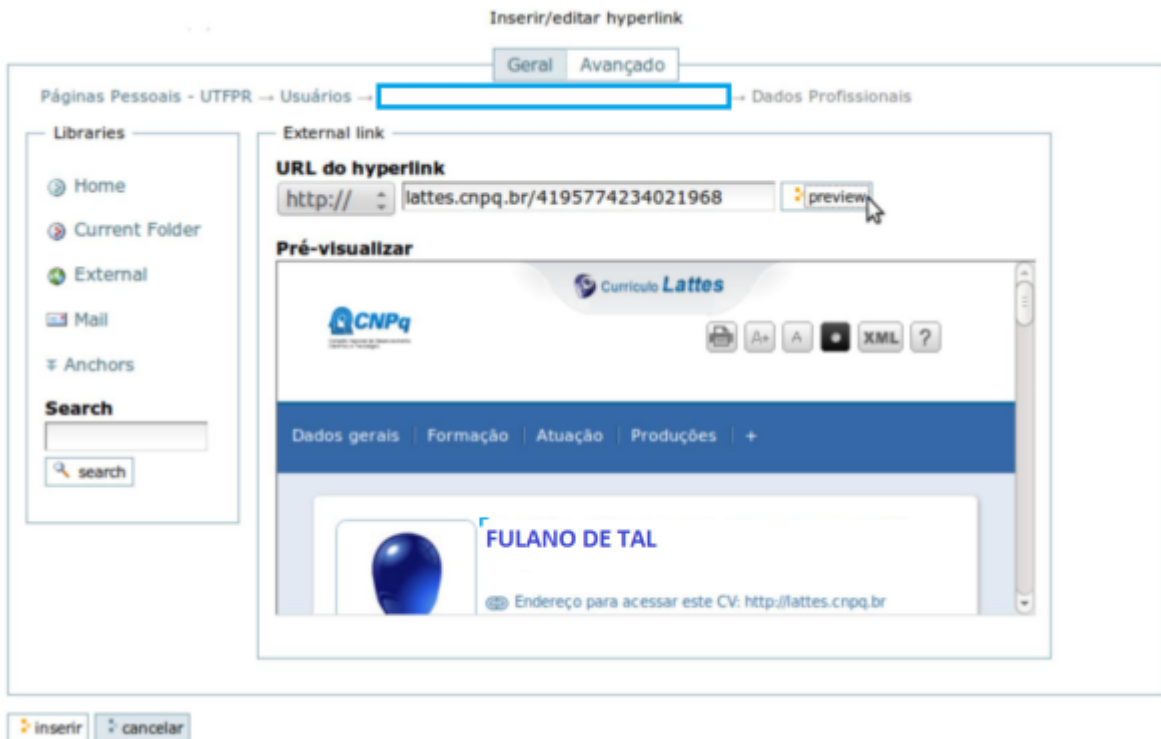 Inserir/editar hyperlink
Geral Avançado
Páginas Pessoais - UTFPR → Usuários → → Dados Profissionais
Libraries
Home
Current Folder
External
Mail
Anchors
Search
search
External link
URL do hyperlink
http:// lattes.cnpq.br/4195774234021968 preview
Pré-visualizar
Currículo Lattes
CNPq
A+ A XML ?
Dados gerais Formação Atuação Produções +
FULANO DE TAL
Endereço para acessar este CV: http://lattes.cnpq.br
inserir cancelar